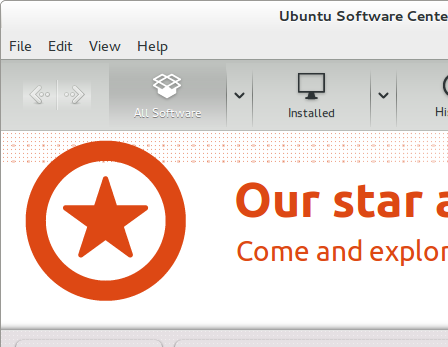 Ubuntu Software Cente
File Edit View Help
All Software Installed Hi
Our star a
Come and explor